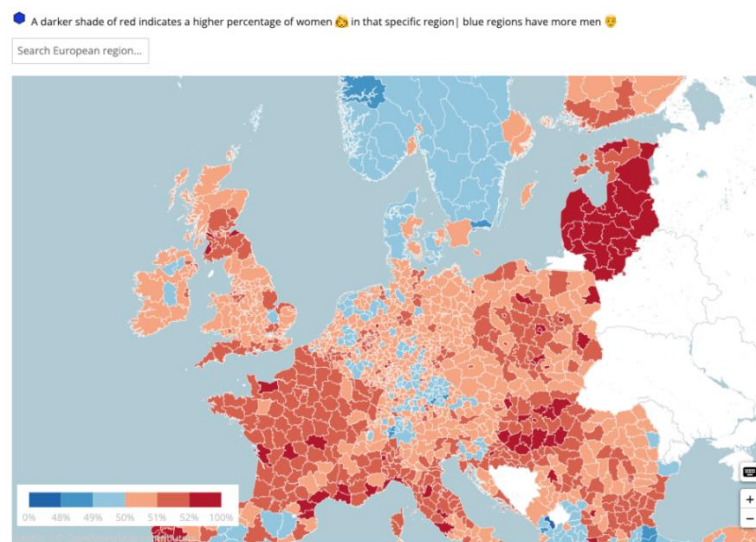 A darker shade of red indicates a higher percentage of women 👩 in that specific region| blue regions have more men 👨
Search European region...
0% 48% 49% 50% 51% 52% 100%
+
−